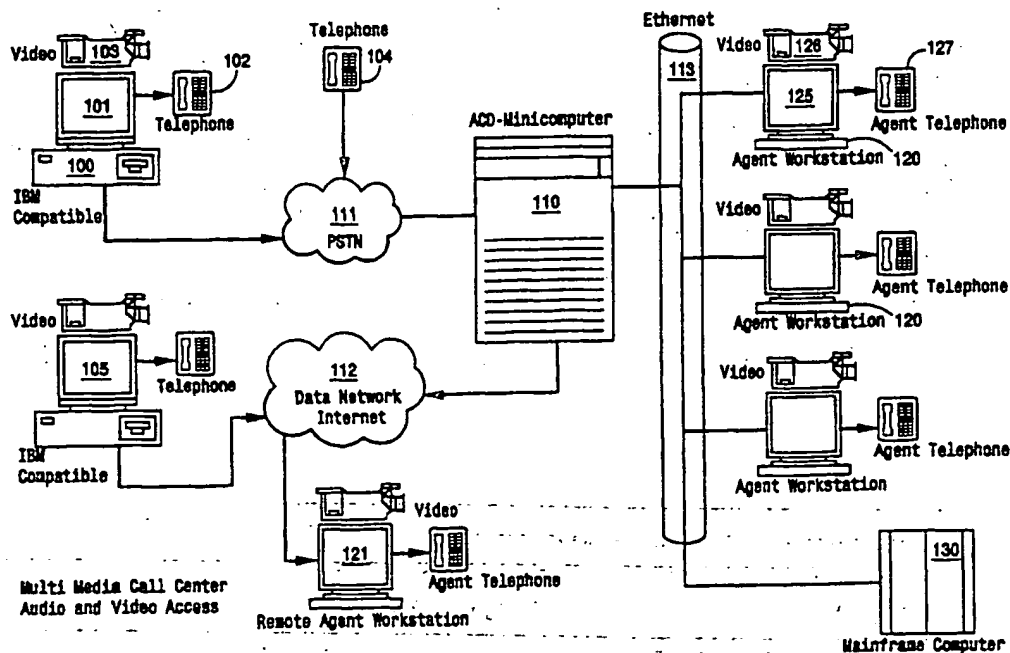 Video
103
102
101
Telephone
100
IBM
Compatible
Telephone
104
111
PSTN
ACD-Minicomputer
110
Ethernet
113
Video
126
127
125
Agent Telephone
Agent Workstation
120
Video
Agent Telephone
Agent Workstation
120
Video
Agent Telephone
Agent Workstation
Video
105
Telephone
IBM
Compatible
112
Data Network
Internet
Video
121
Agent Telephone
Remote Agent Workstation
130
Mainframe Computer
Multi Media Call Center
Audio and Video Access